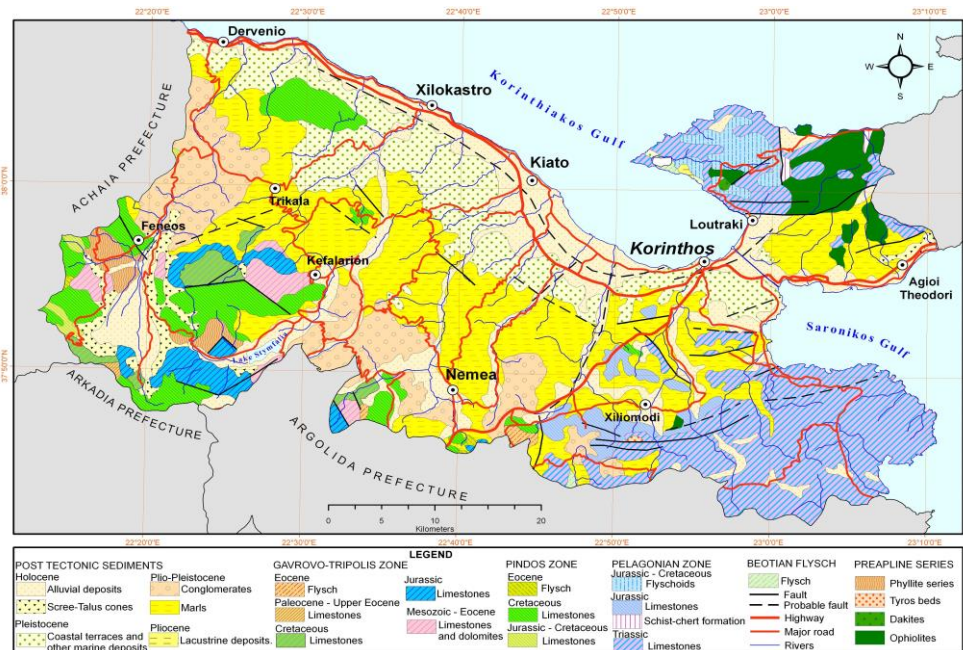 22°20'0"E 22°30'0"E 22°40'0"E 22°50'0"E 23°0'0"E 23°10'0"E
Dervenio
N
W E
S
Korinthiakos Gulf
Xilokastro
ACHAIA PREFECTURE
38°0'0"N
Kiato
Trikala
Feneos
Loutraki
Korinthos
Kefalarion
Agioi
Theodori
Saronikos
Gulf
Lake Stymfalia
37°50'0"N
Nemea
ARKADIA PREFECTURE
Xiliomodi
ARGOLIDA PREFECTURE
0 5 10 20
Kilometers
22°20'0"E 22°30'0"E 22°40'0"E 22°50'0"E 23°0'0"E 23°10'0"E
LEGEND
POST TECTONIC SEDIMENTS
Holocene
Alluvial deposits
Scree-Talus cones
Pleistocene
Coastal terraces and
other marine deposits
Plio-Pleistocene
Conglomerates
Marls
Pliocene
Lacustrine deposits.
GAVROVO-TRIPOLIS ZONE
Eocene
Flysch
Paleocene - Upper Eocene
Limestones
Cretaceous
Limestones
Jurassic
Limestones
Mesozoic - Eocene
Limestones
and dolomites
PINDOS ZONE
Eocene
Flysch
Cretaceous
Limestones
Jurassic - Cretaceous
Limestones
PELAGONIAN ZONE
Jurassic - Cretaceous
Flyschoids
Jurassic
Limestones
Schist-chert formation
Triassic
Limestones
BEOTIAN FLYSCH
Flysch
Fault
Probable fault
Highway
Major road
Rivers
PREAPLINE SERIES
Phyllite series
Tyros beds
Dakites
Ophiolites